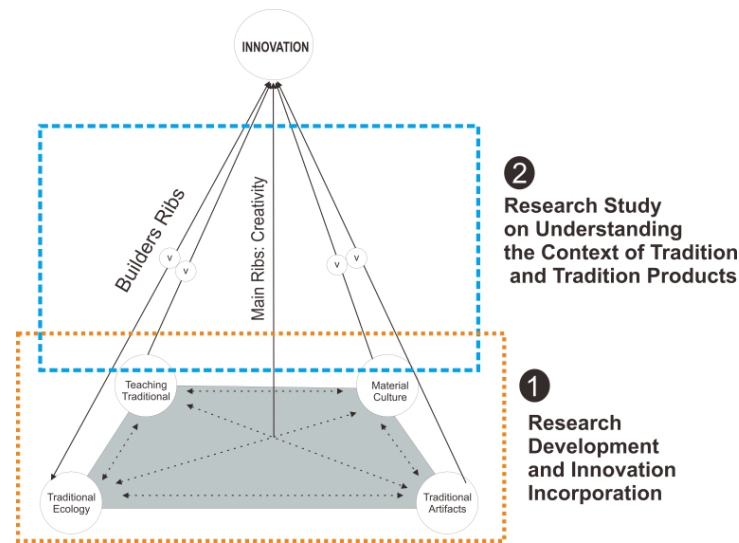 INNOVATION
Builders Ribs
Main Ribs: Creativity
v
v
v
v
2
Research Study
on Understanding
the Context of Tradition
and Tradition Products
Teaching
Traditional
Material
Culture
1
Research
Development
and Innovation
Incorporation
Traditional
Ecology
Traditional
Artifacts